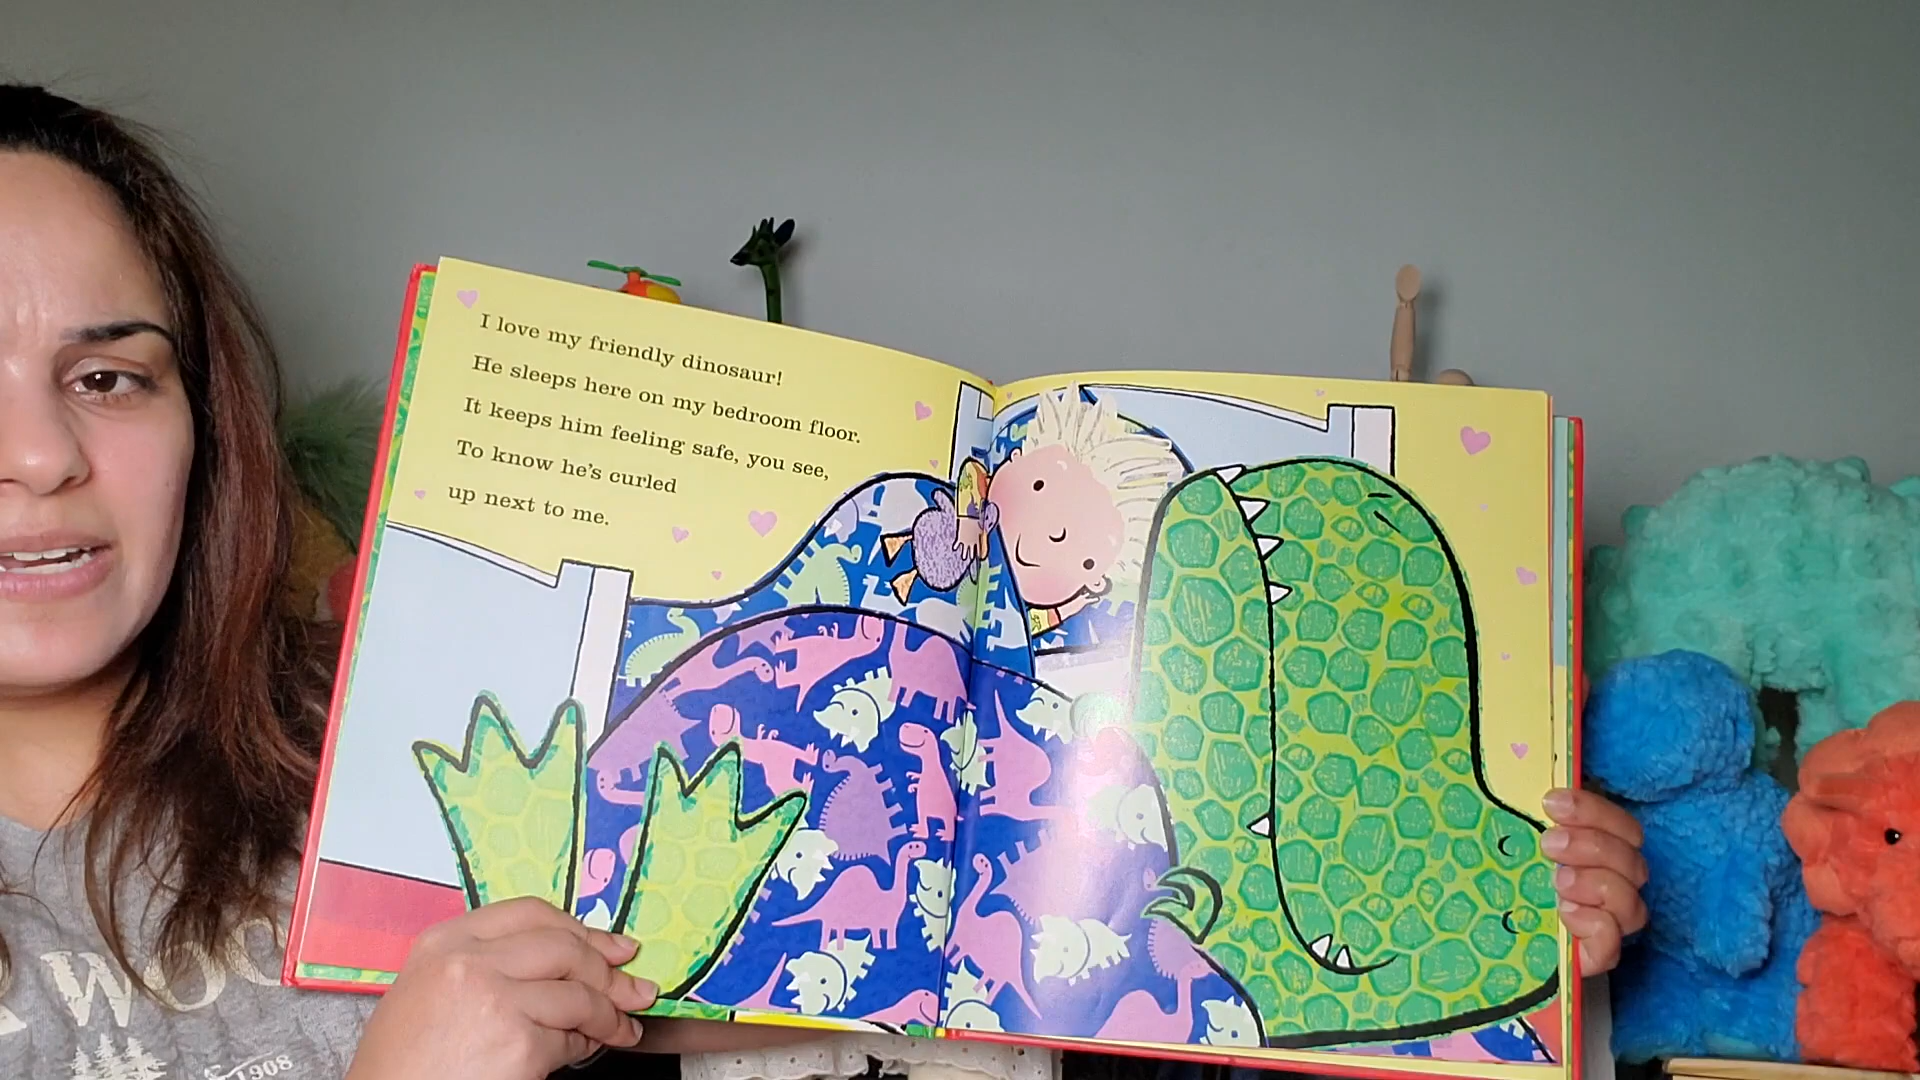 I love my friendly dinosaur!
He sleeps here on my bedroom floor.
It keeps him feeling safe, you see,
To know he's curled
up next to me.
1908